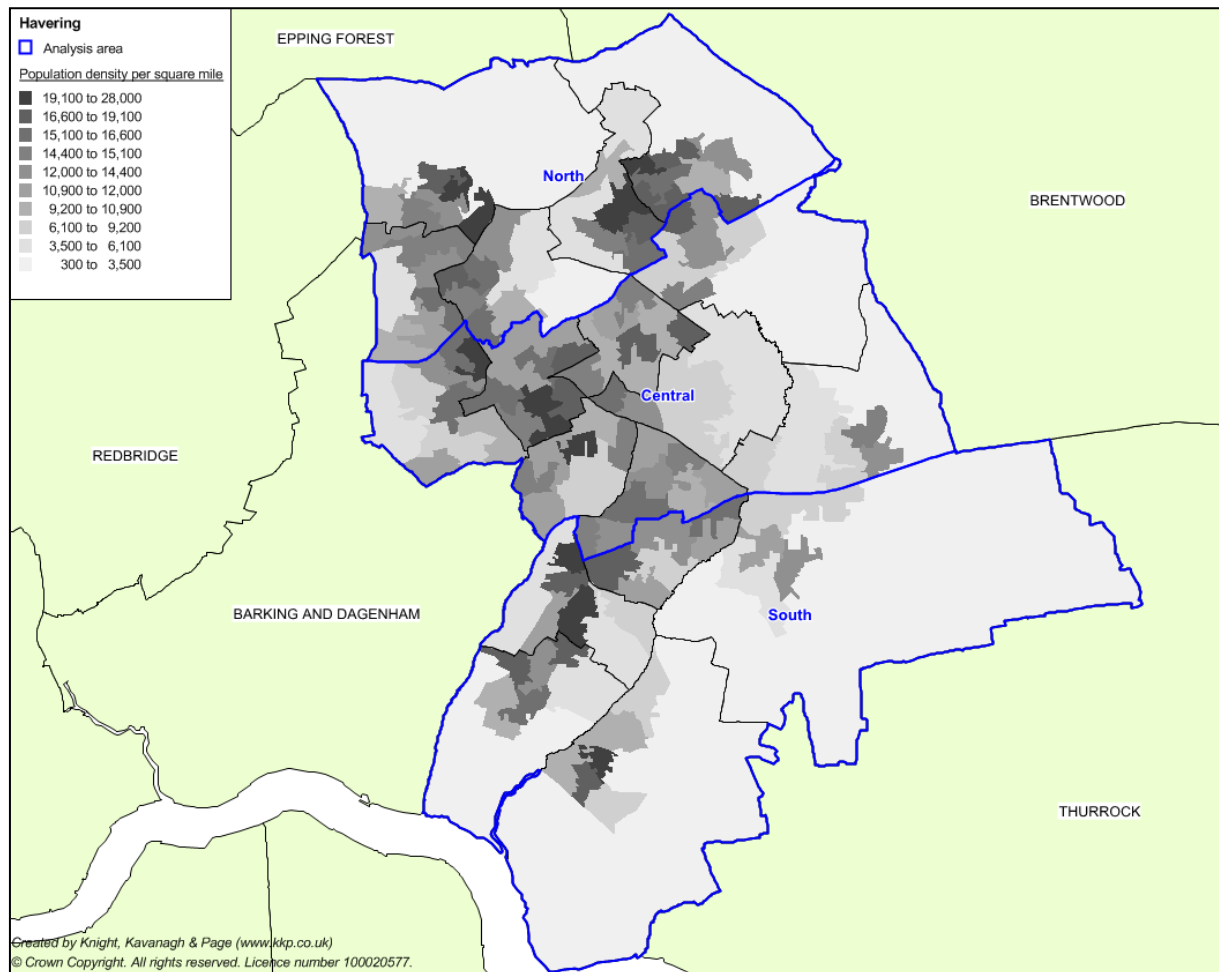 Havering
Analysis area
Population density per square mile
19,100 to 28,000
16,600 to 19,100
15,100 to 16,600
14,400 to 15,100
12,000 to 14,400
10,900 to 12,000
9,200 to 10,900
6,100 to 9,200
3,500 to 6,100
300 to 3,500
EPPING FOREST
North
BRENTWOOD
Central
REDBRIDGE
BARKING AND DAGENHAM
South
THURROCK
Created by Knight, Kavanagh & Page (www.kkp.co.uk)
© Crown Copyright. All rights reserved. Licence number 100020577.